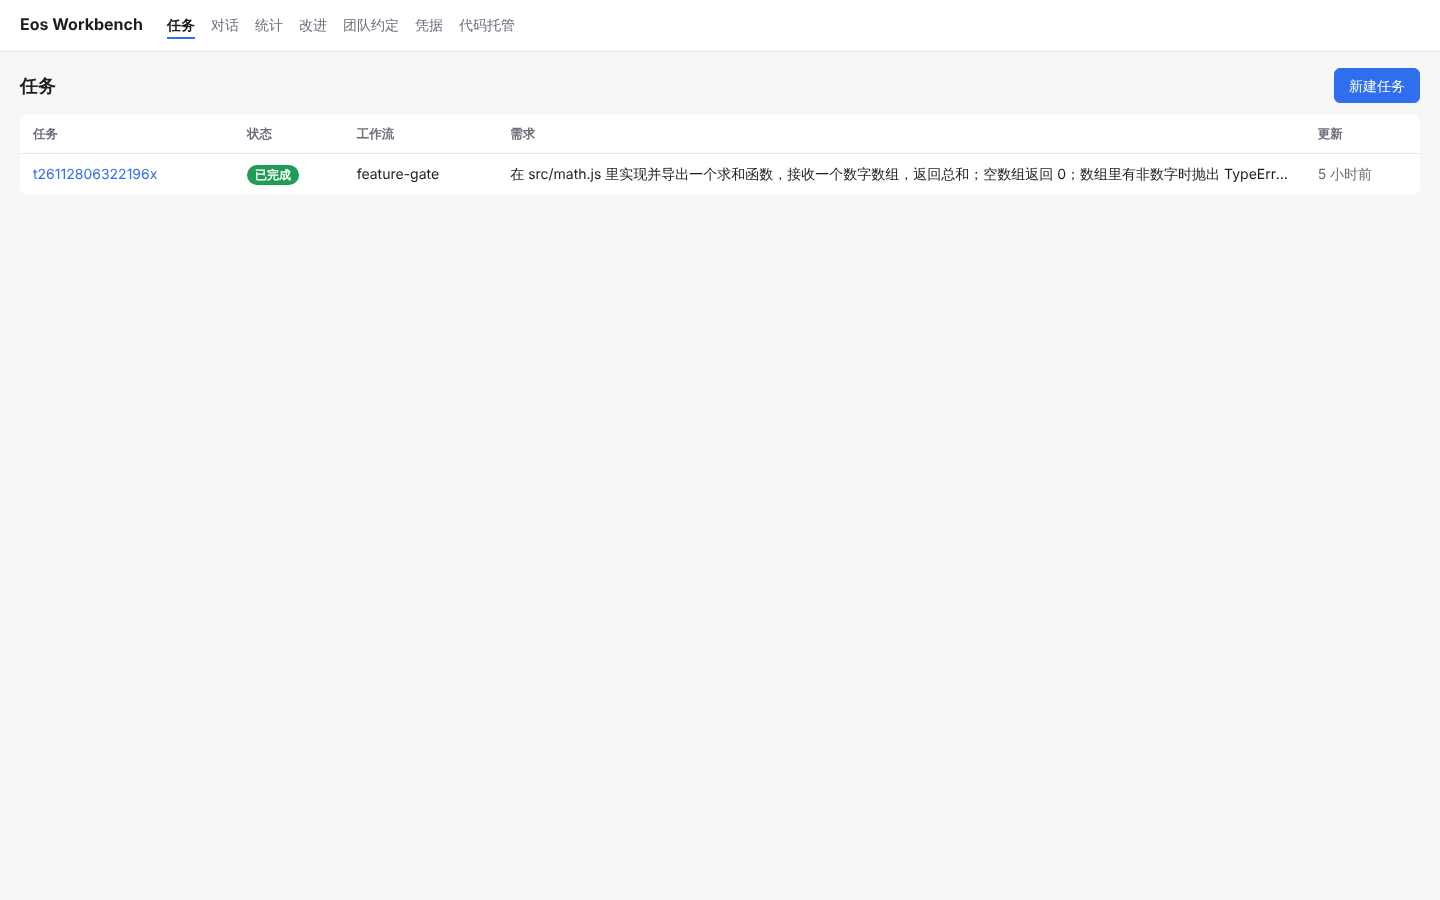 Eos Workbench 任务 对话 统计 改进 团队约定 凭据 代码托管
任务 新建任务
任务 状态 工作流 需求 更新
t26112806322196x 已完成 feature-gate 在 src/math.js 里实现并导出一个求和函数，接收一个数字数组，返回总和；空数组返回 0；数组里有非数字时抛出 TypeErr... 5 小时前